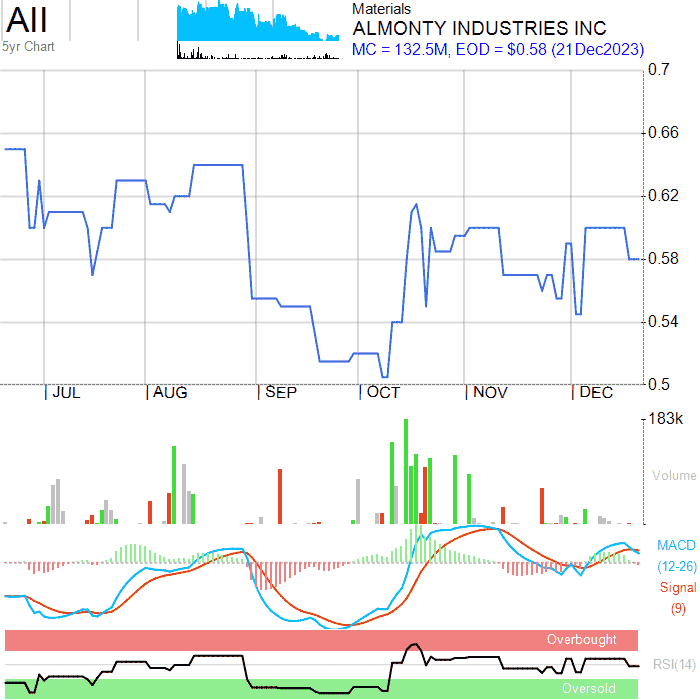 AII
5yr Chart
Materials
ALMONTY INDUSTRIES INC
MC = 132.5M, EOD = $0.58 (21Dec2023)
0.7
0.66
0.62
0.58
0.54
0.5
JUL AUG SEP OCT NOV DEC
183k
Volume
MACD
(12-26)
Signal
(9)
Overbought
RSI(14)
Oversold